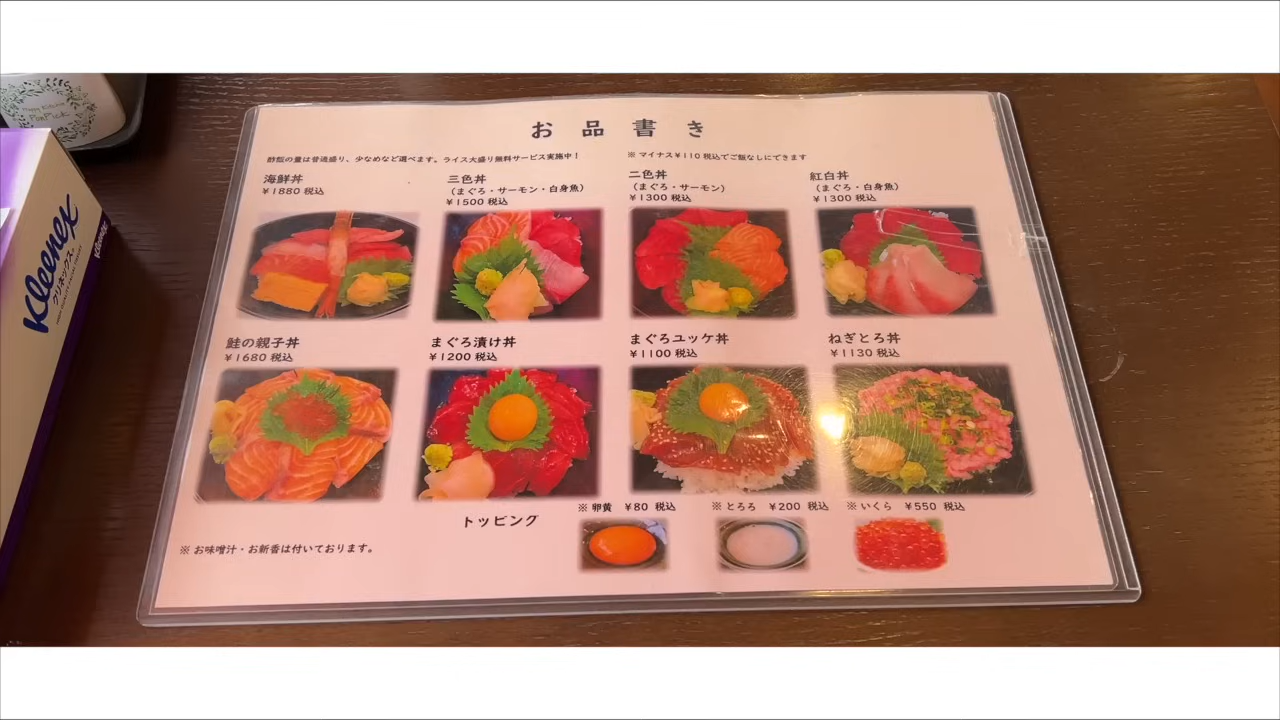 お品書き
酢飯の量は普通盛り、少なめなど選べます。ライス大盛り無料サービス実施中！
※ マイナス¥110 税込でご飯なしにできます
海鮮丼
¥1880 税込
三色丼
（まぐろ・サーモン・白身魚）
¥1500 税込
二色丼
（まぐろ・サーモン）
¥1300 税込
紅白丼
（まぐろ・白身魚）
¥1300 税込
鮭の親子丼
¥1680 税込
まぐろ漬け丼
¥1200 税込
まぐろユッケ丼
¥1100 税込
ねぎとろ丼
¥1130 税込
トッピング
※ 卵黄 ¥80 税込
※ とろろ ¥200 税込
※ いくら ¥550 税込
※ お味噌汁・お新香は付いております。
Kleenex
クリネックス
Kleenex